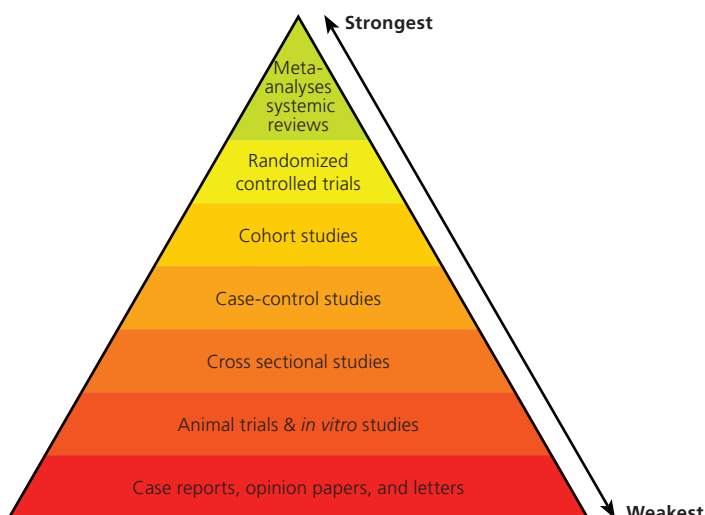 Strongest
Meta-
analyses
systemic
reviews
Randomized
controlled trials
Cohort studies
Case-control studies
Cross sectional studies
Animal trials & in vitro studies
Case reports, opinion papers, and letters
Weakest